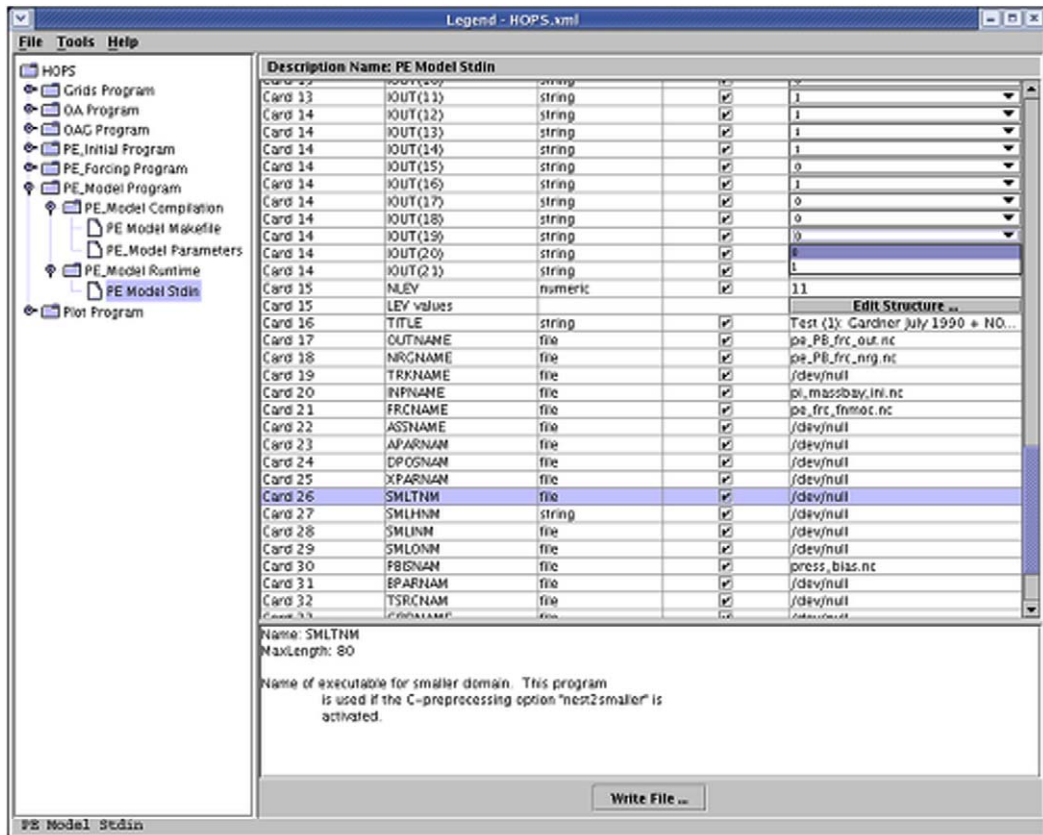 Legend - HOPS.xml
File Tools Help
HOPS
Grids Program
OA Program
OAG Program
PE_Initial Program
PE_Forcing Program
PE_Model Program
PE_Model Compilation
PE Model Makefile
PE_Model Parameters
PE_Model Runtime
PE Model Stdin
Plot Program
Description Name: PE Model Stdin
Card 13 IOUT(11) string 1
Card 14 IOUT(12) string 1
Card 14 IOUT(13) string 1
Card 14 IOUT(14) string 1
Card 14 IOUT(15) string 0
Card 14 IOUT(16) string 1
Card 14 IOUT(17) string 0
Card 14 IOUT(18) string 0
Card 14 IOUT(19) string 0
Card 14 IOUT(20) string 0
Card 14 IOUT(21) string 1
Card 15 NLEV numeric 11
Card 15 LEV values Edit Structure ...
Card 16 TITLE string Test (1): Gardner July 1990 + NO...
Card 17 OUTNAME file pe_PB_frc_out.nc
Card 18 NRGNAME file pe_PB_frc_nrg.nc
Card 19 TRKNAME file /dev/null
Card 20 INPNAME file pi_massbay_ini.nc
Card 21 FRCNAME file pe_frc_fnmoc.nc
Card 22 ASSNAME file /dev/null
Card 23 APARNAM file /dev/null
Card 24 DPOSNAM file /dev/null
Card 25 XPARNAM file /dev/null
Card 26 SMLTNM file /dev/null
Card 27 SMLHNM string /dev/null
Card 28 SMLINM file /dev/null
Card 29 SMLONM file /dev/null
Card 30 PBISNAM file press_bias.nc
Card 31 BPARNAM file /dev/null
Card 32 TSRCNAM file /dev/null
Name: SMLTNM
MaxLength: 80
Name of executable for smaller domain. This program
is used if the C-preprocessing option "nest2smaller" is
activated.
Write File ...
PE Model Stdin